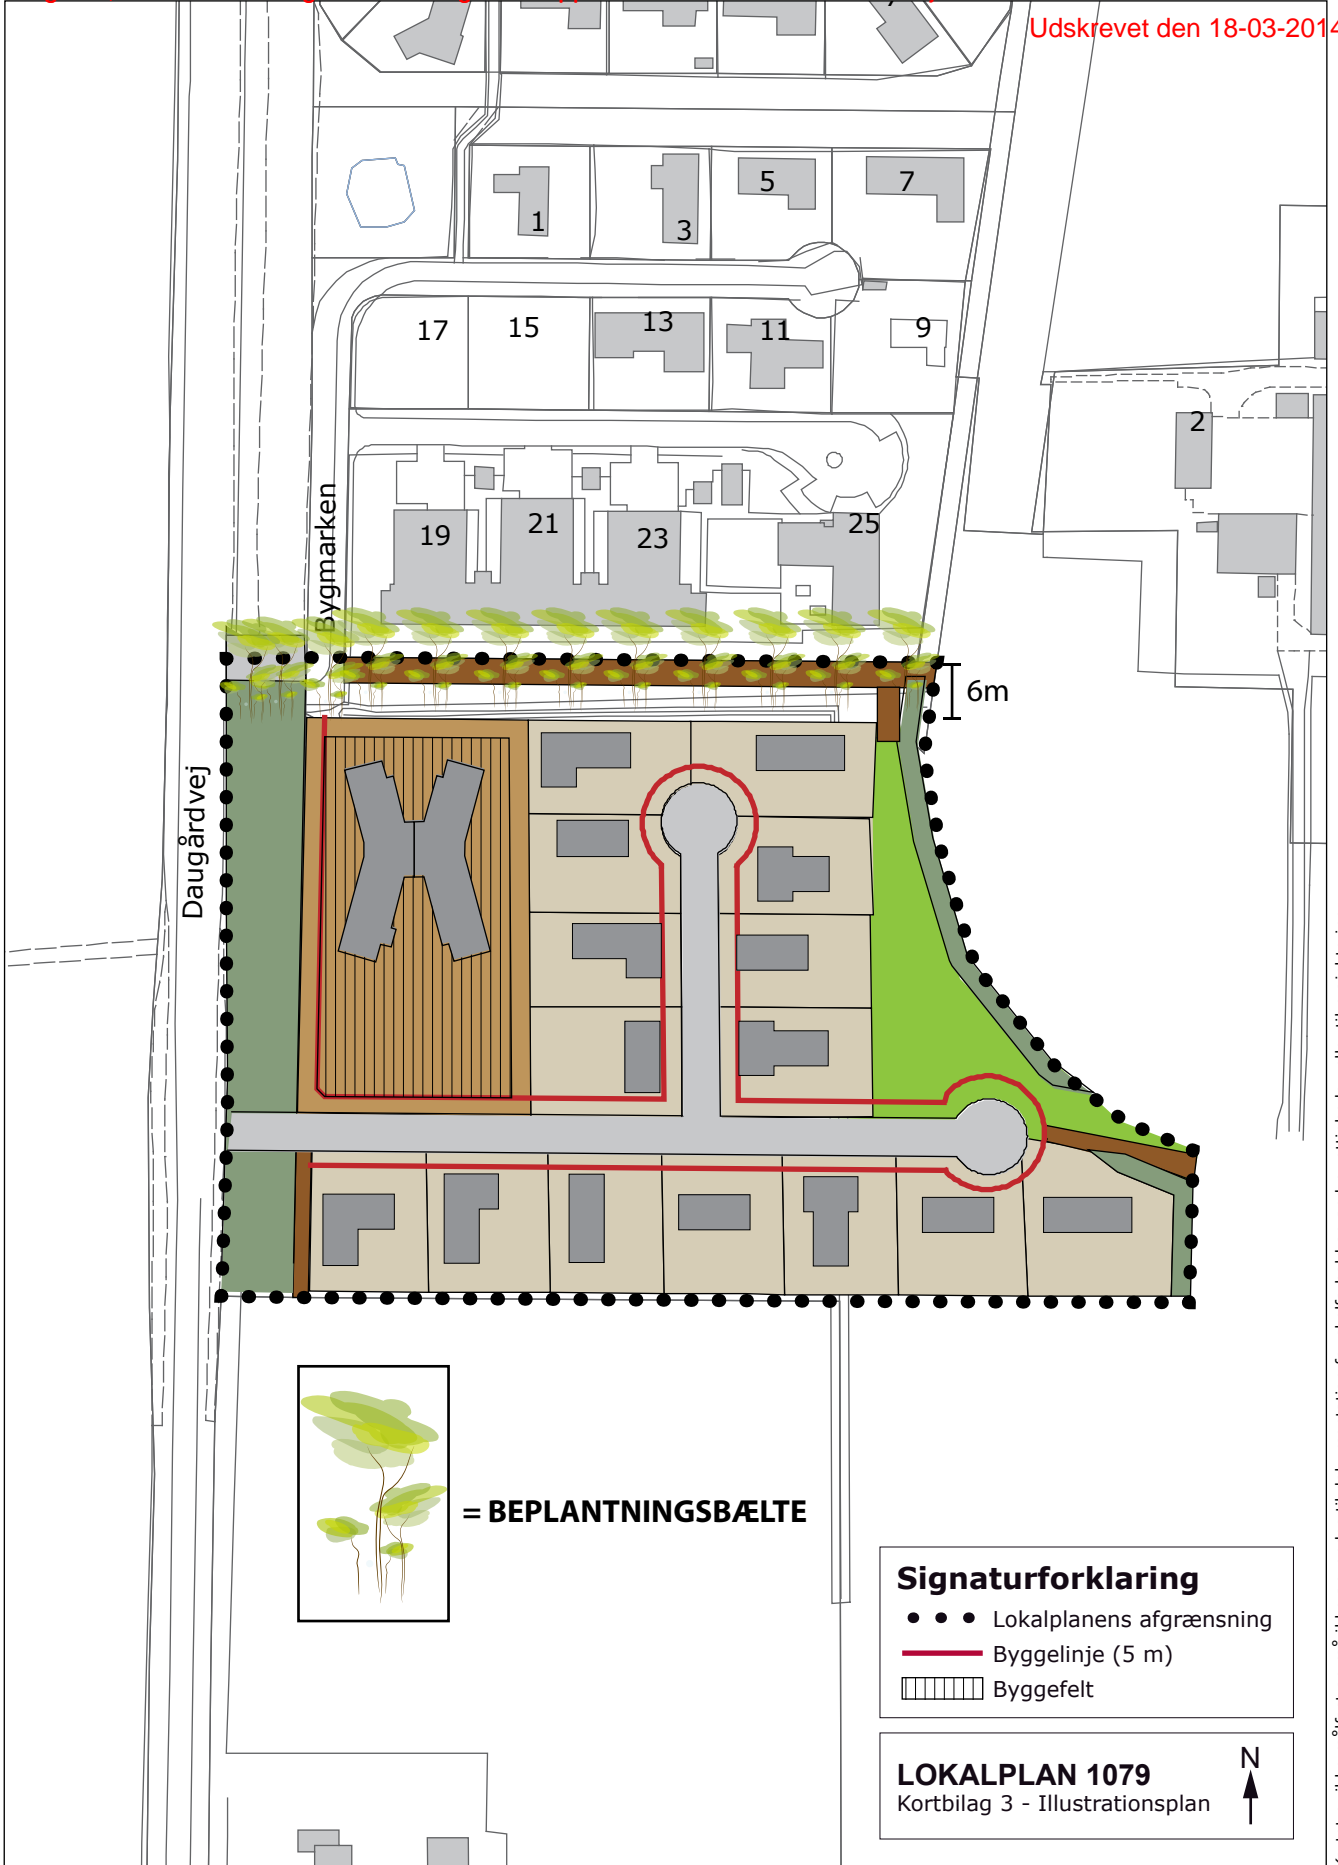 Udskrevet den 18-03-2014
1
3
5
7
17
15
13
11
9
2
19
21
23
25
Bygmarken
6m
Daugårdvej
= BEPLANTNINGSBÆLTE
Signaturforklaring
Lokalplanens afgrænsning
Byggelinje (5 m)
Byggefelt
LOKALPLAN 1079
Kortbilag 3 - Illustrationsplan
N